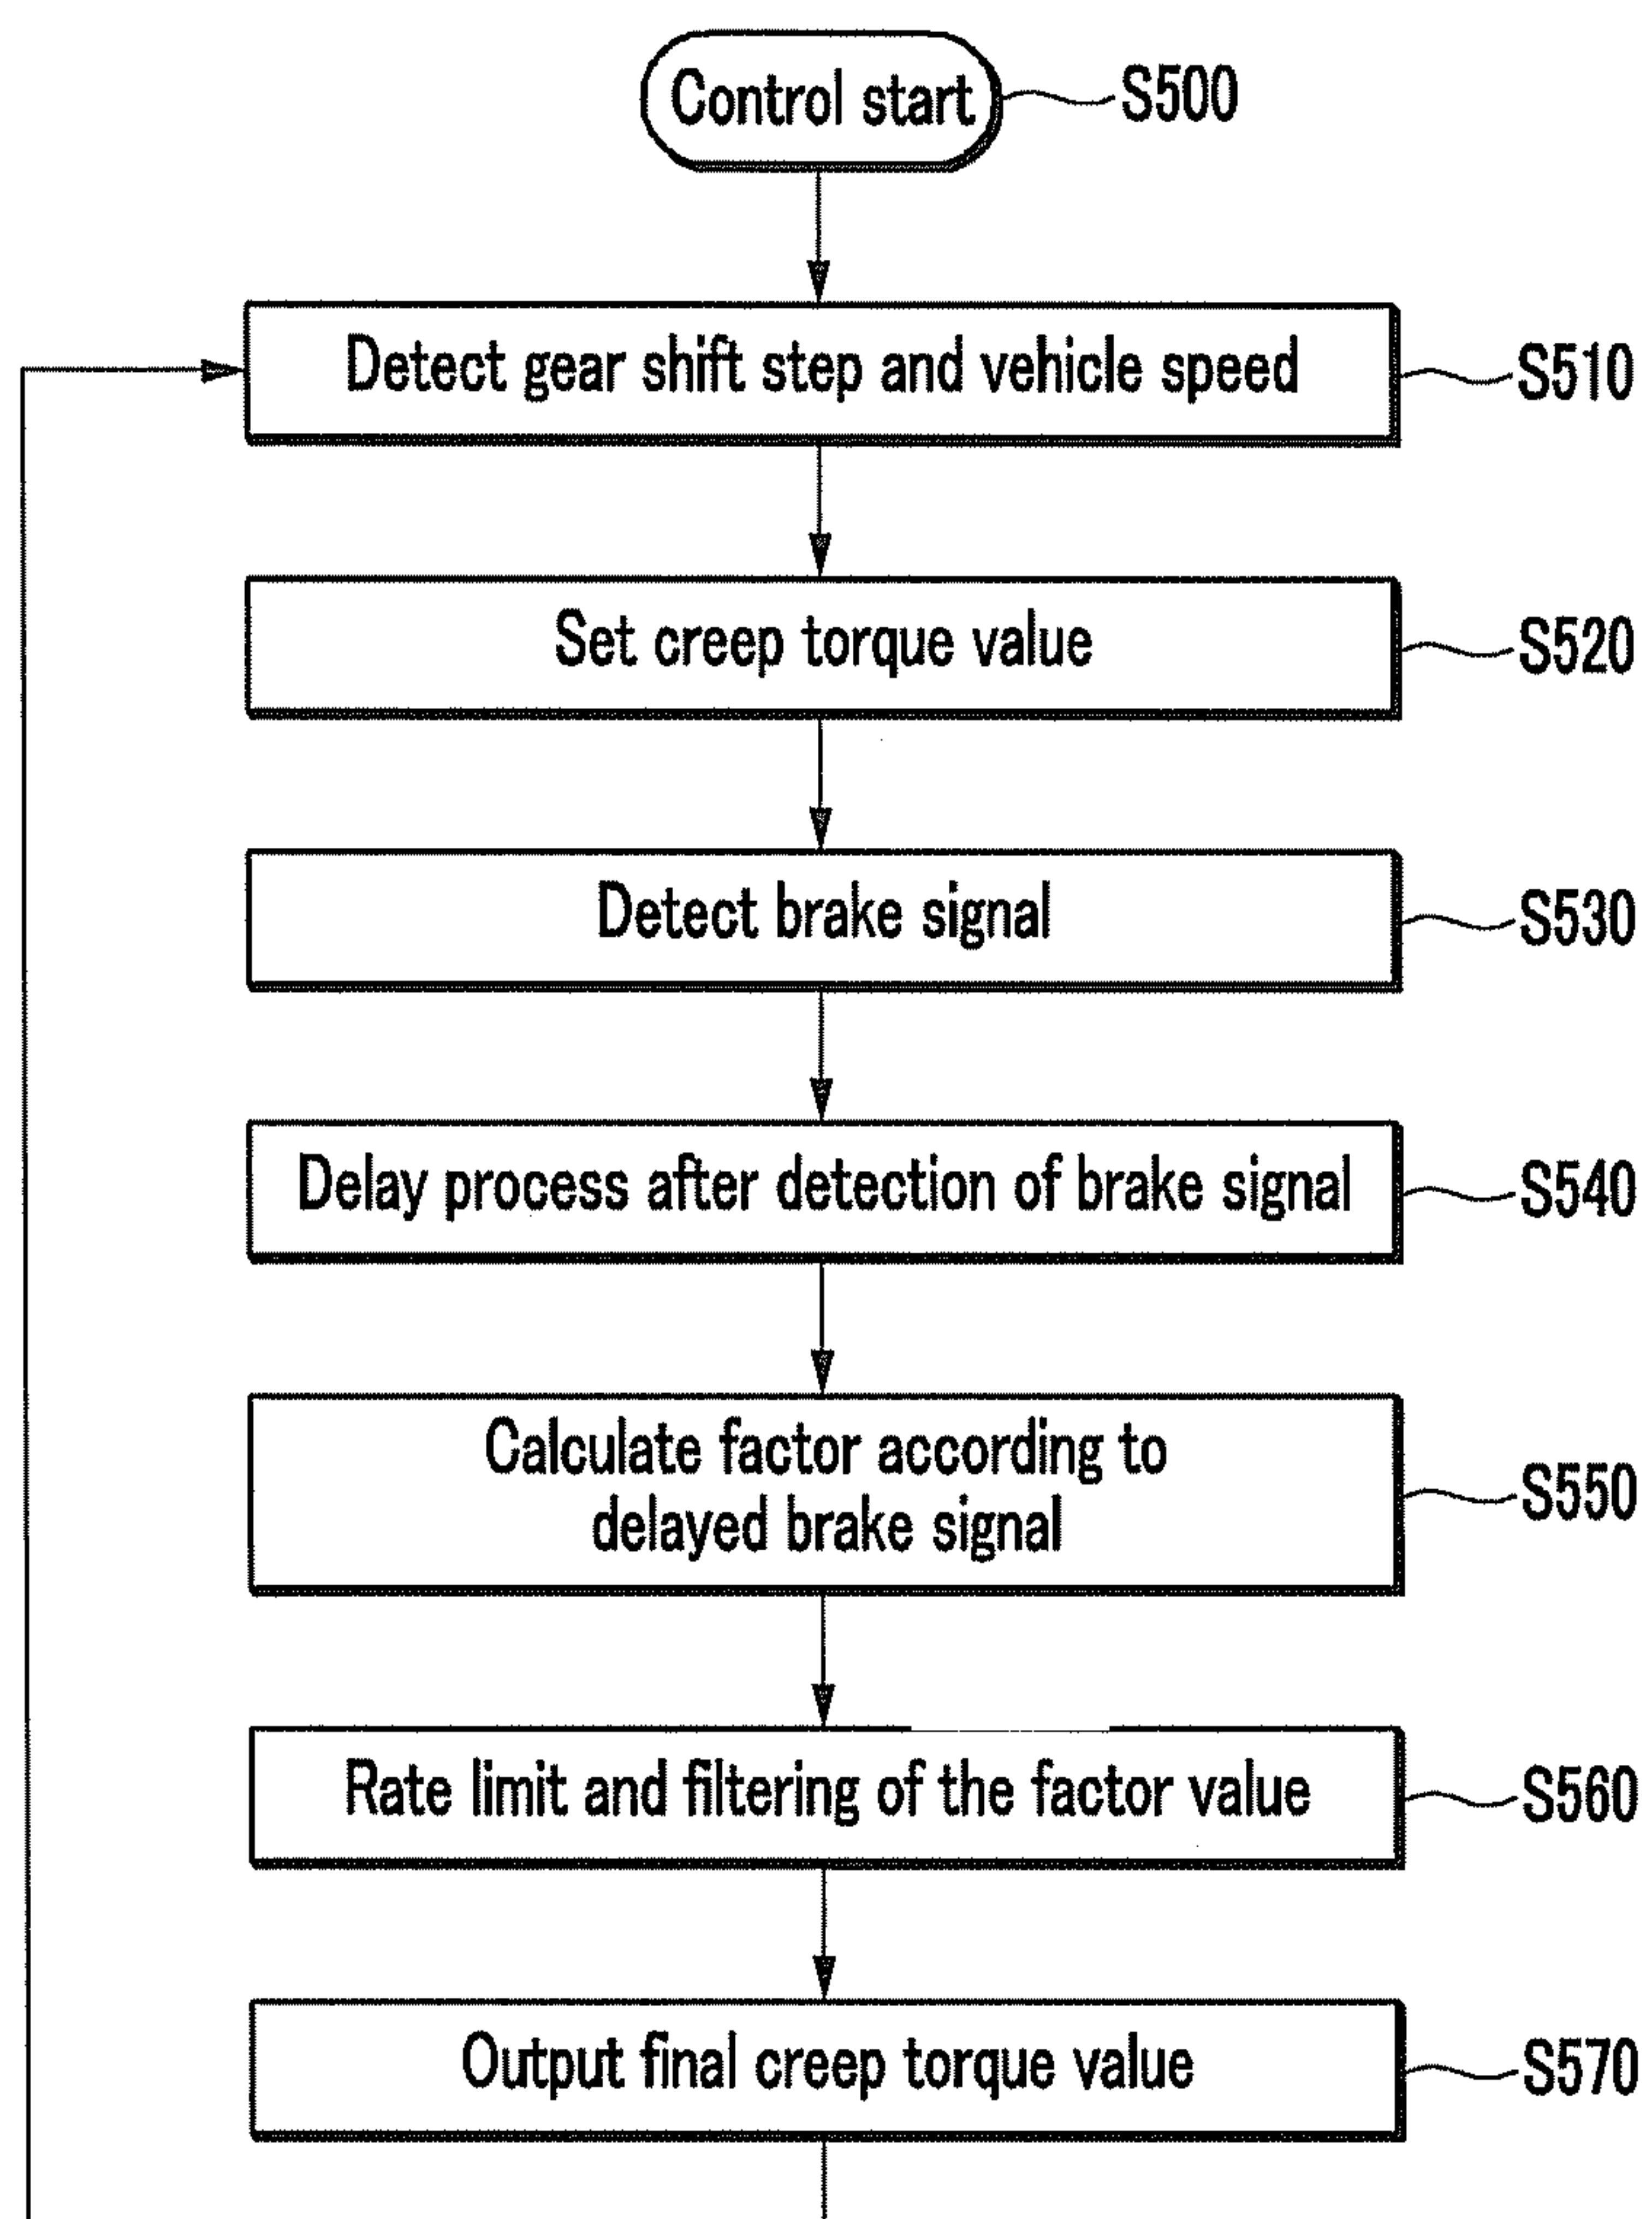 Control start
S500
Detect gear shift step and vehicle speed
S510
Set creep torque value
S520
Detect brake signal
S530
Delay process after detection of brake signal
S540
Calculate factor according to
delayed brake signal
S550
Rate limit and filtering of the factor value
S560
Output final creep torque value
S570